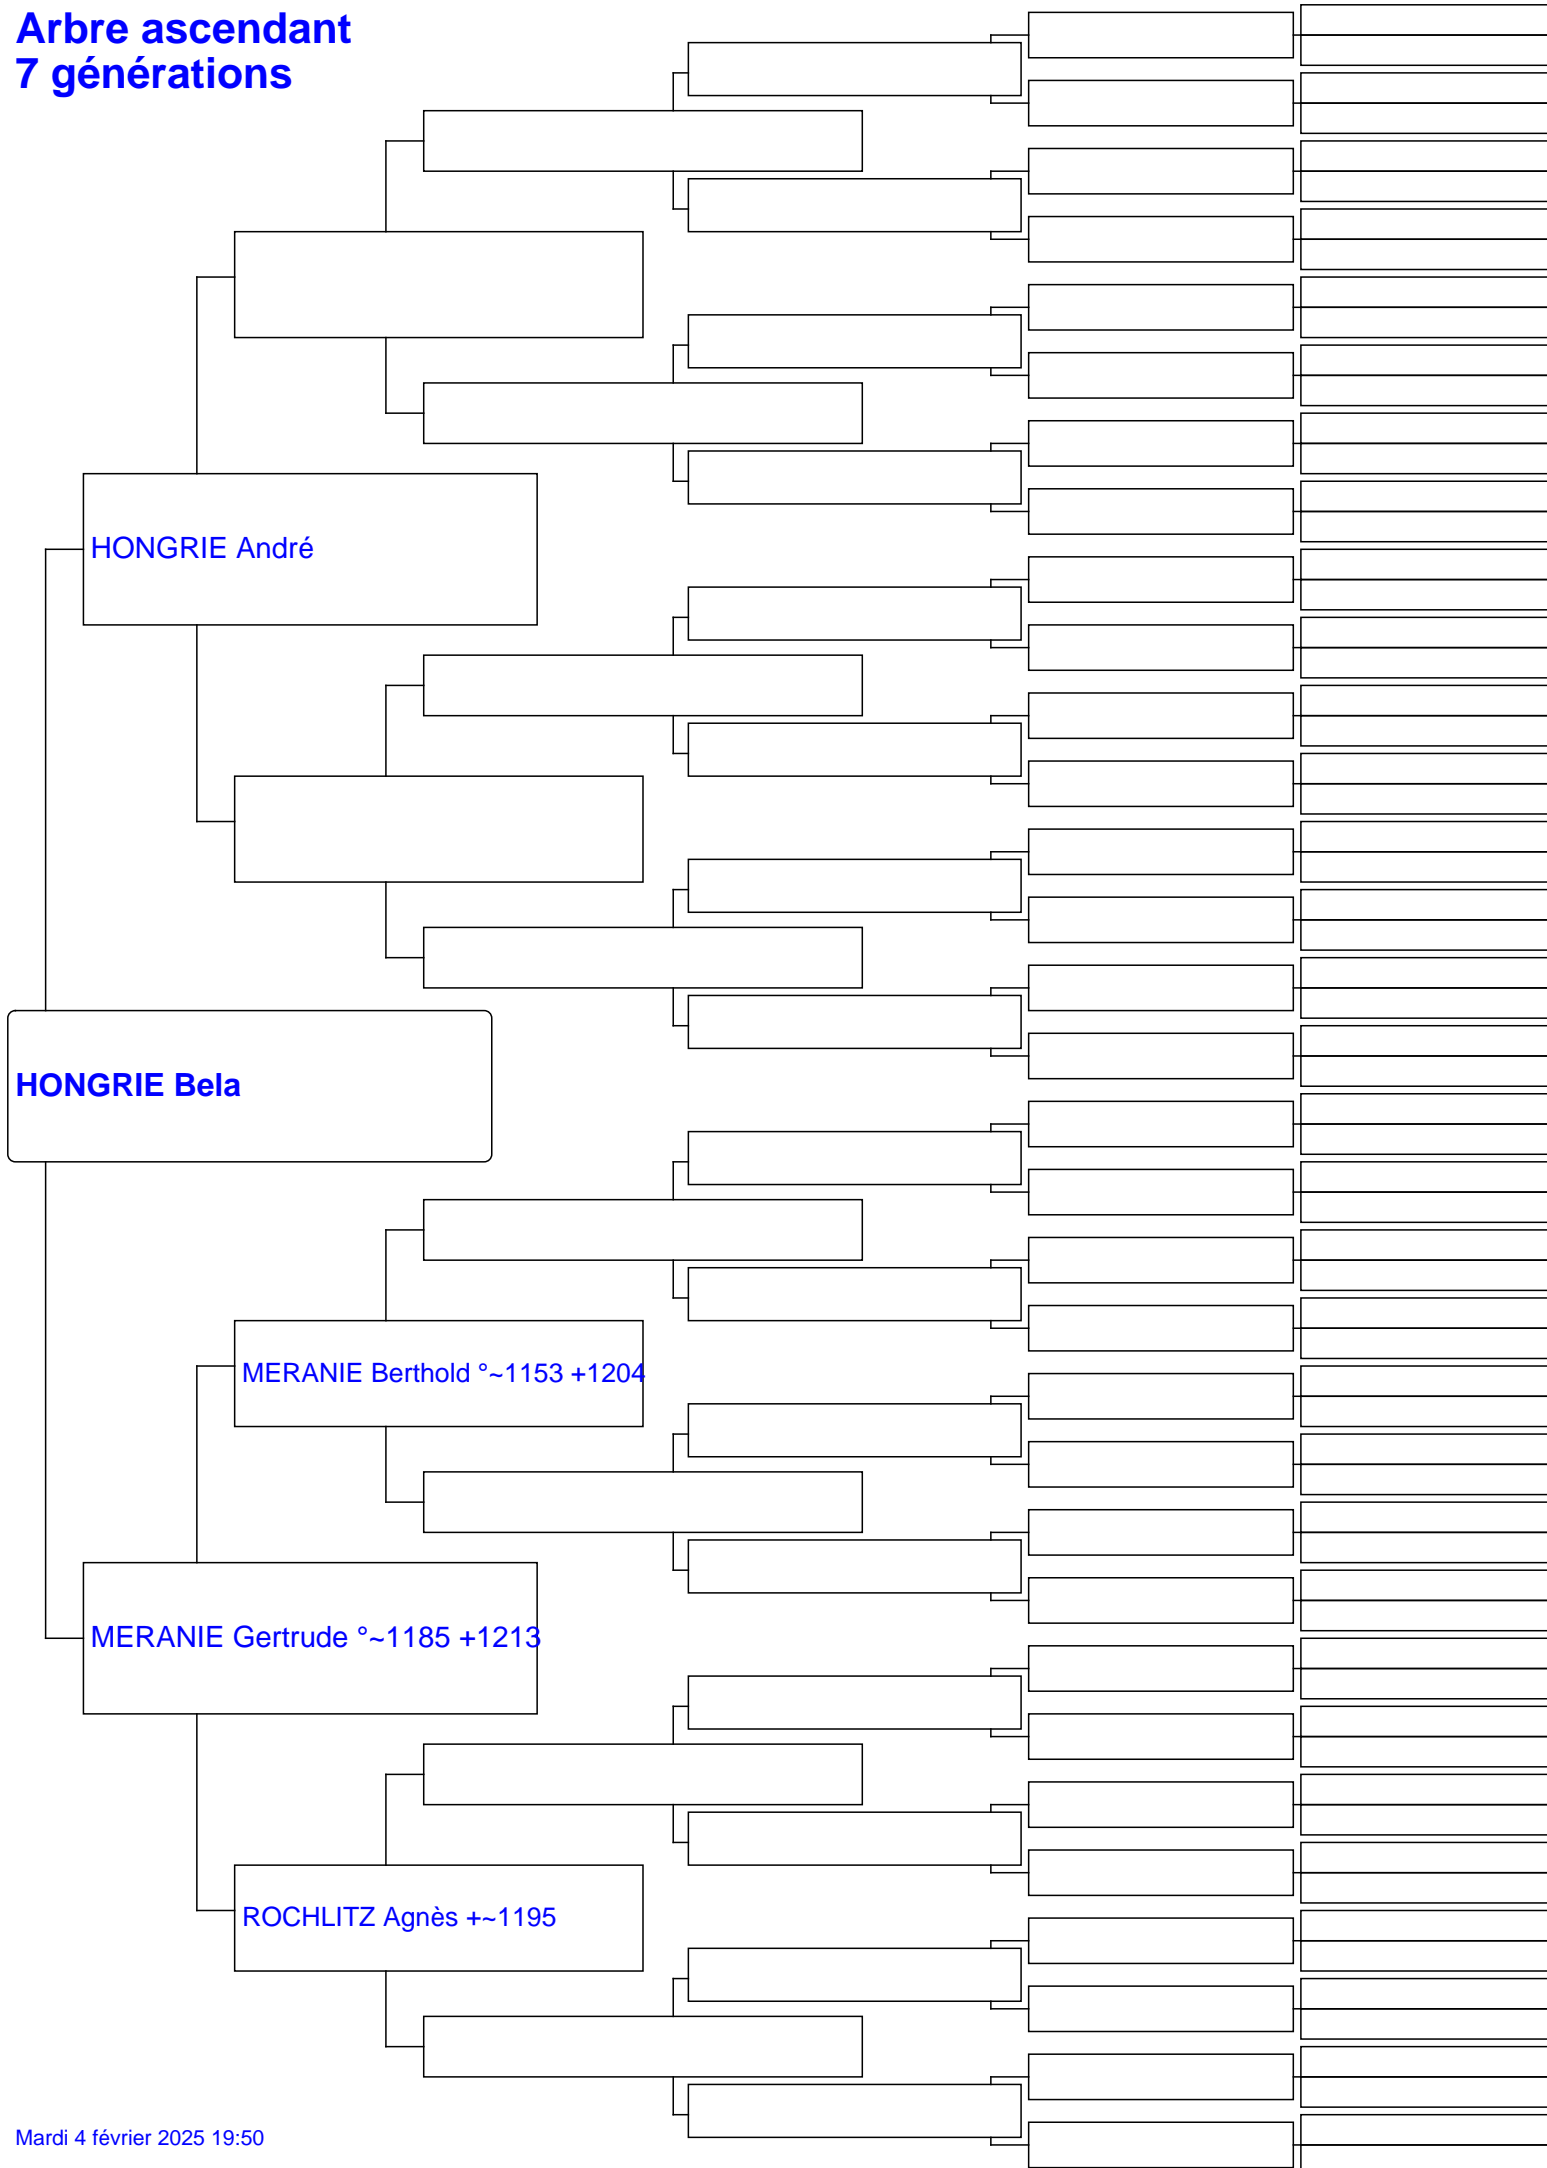 Arbre ascendant
7 générations
HONGRIE André
HONGRIE Bela
MERANIE Berthold °~1153 +1204
MERANIE Gertrude °~1185 +1213
ROCHLITZ Agnès +~1195
Mardi 4 février 2025 19:50